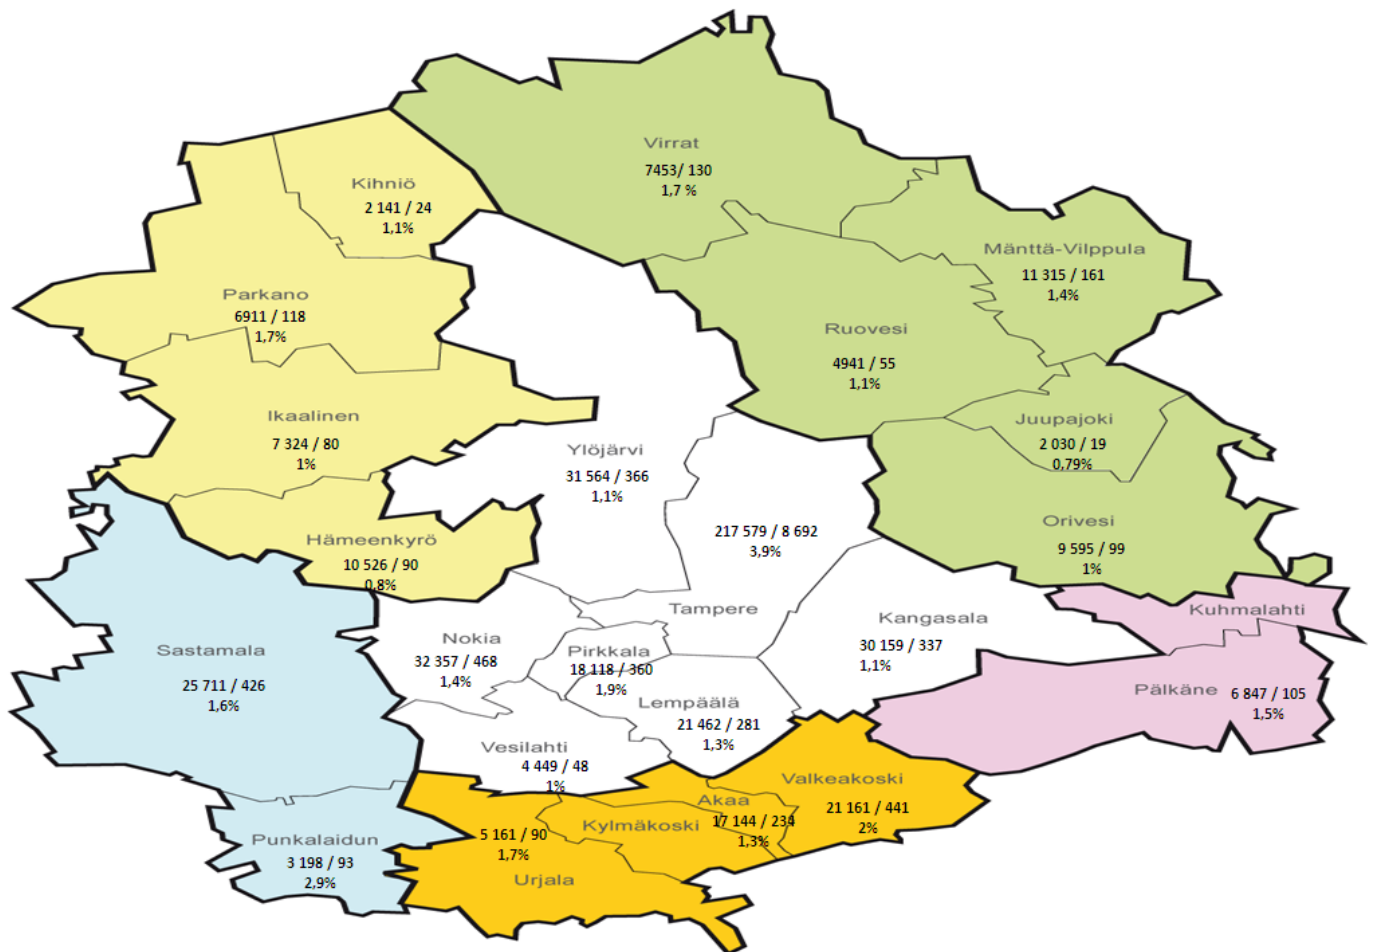 Virrat
7453/ 130
1,7 %
Kihniö
2 141 / 24
1,1%
Mänttä-Vilppula
11 315 / 161
1,4%
Parkano
6911 / 118
1,7%
Ruovesi
4941 / 55
1,1%
Ikaalinen
7 324 / 80
1%
Juupajoki
2 030 / 19
0,79%
Ylöjärvi
31 564 / 366
1,1%
217 579 / 8 692
3,9%
Tampere
Orivesi
9 595 / 99
1%
Hämeenkyrö
10 526 / 90
0,8%
Kuhmalahti
Kangasala
30 159 / 337
1,1%
Nokia
32 357 / 468
1,4%
Pirkkala
18 118 / 360
1,9%
Sastamala
25 711 / 426
1,6%
Pälkäne
6 847 / 105
1,5%
Lempäälä
21 462 / 281
1,3%
Vesilahti
4 449 / 48
1%
Valkeakoski
21 161 / 441
2%
Akaa
17 144 / 234
1,3%
Kylmäkoski
5 161 / 90
1,7%
Urjala
Punkalaidun
3 198 / 93
2,9%